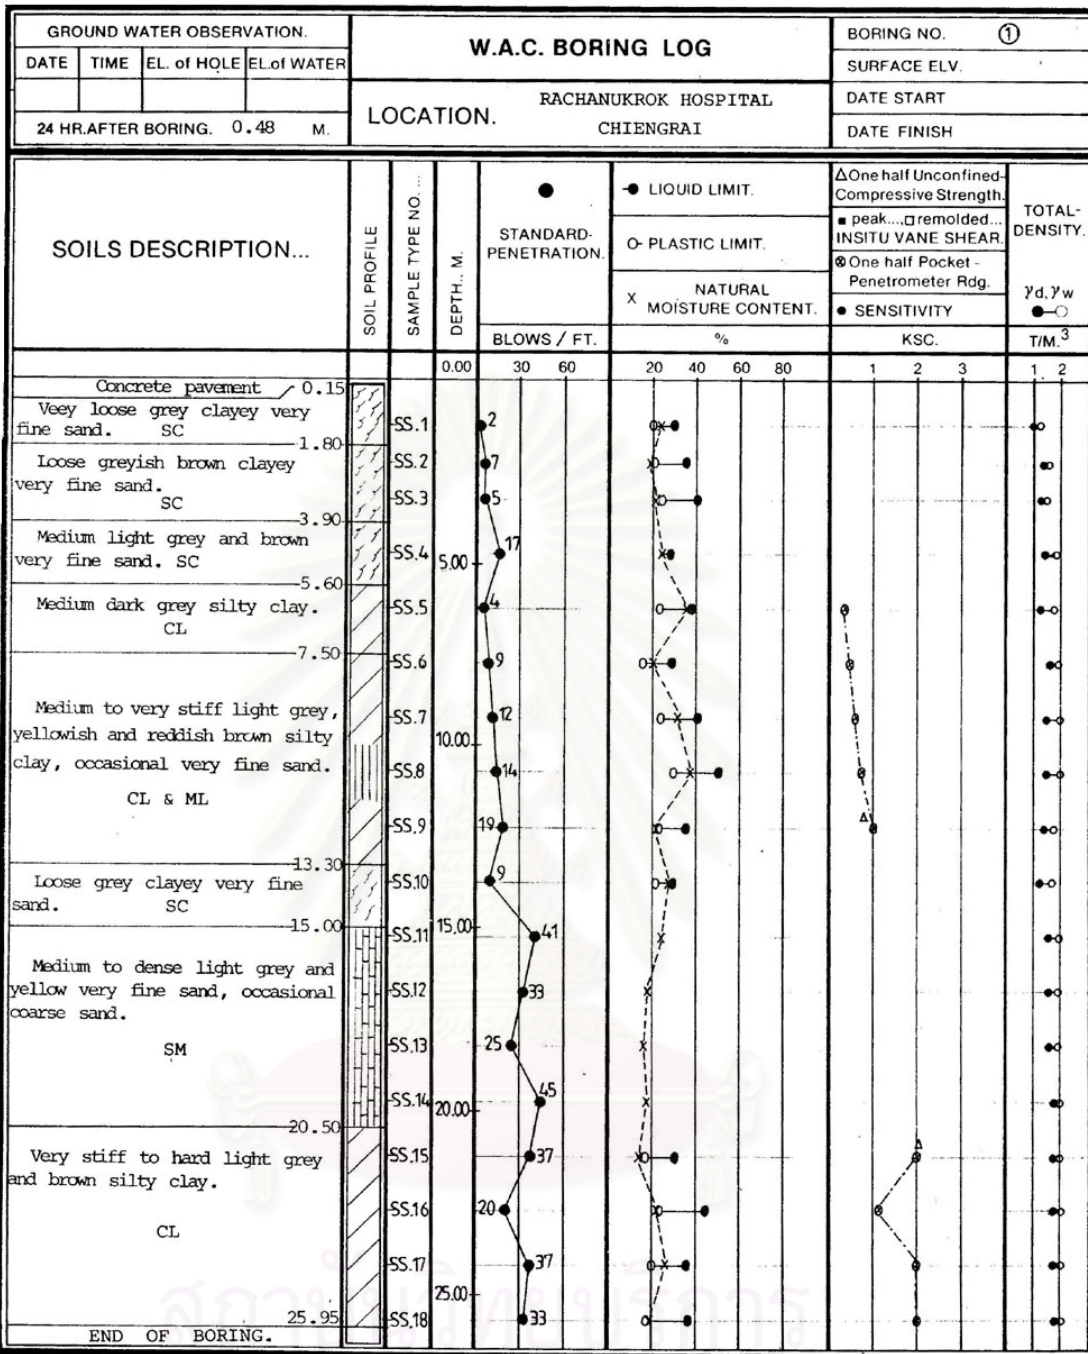 GROUND WATER OBSERVATION.
DATE TIME EL. of HOLE EL.of WATER
24 HR.AFTER BORING. 0.48 M.
W.A.C. BORING LOG
LOCATION. RACHANUKROK HOSPITAL
CHIENGRAI
BORING NO. ①
SURFACE ELV.
DATE START
DATE FINISH
SOILS DESCRIPTION...
SOIL PROFILE
SAMPLE TYPE NO. ...
DEPTH.. M.
STANDARD-
PENETRATION.
BLOWS / FT.
LIQUID LIMIT.
PLASTIC LIMIT.
X NATURAL
MOISTURE CONTENT.
%
△One half Unconfined-
Compressive Strength.
■ peak...,□ remolded...
INSITU VANE SHEAR.
⊗One half Pocket -
Penetrometer Rdg.
● SENSITIVITY
KSC.
TOTAL-
DENSITY.
γd, γw
T/M.3
0.00 30 60 20 40 60 80 1 2 3 1 2
Concrete pavement 0.15
Veey loose grey clayey very
fine sand. SC
1.80
SS.1 2
Loose greyish brown clayey
very fine sand.
SC
3.90
SS.2 7
SS.3 5
Medium light grey and brown
very fine sand. SC
5.60
SS.4 17
5.00
Medium dark grey silty clay.
CL
7.50
SS.5 4
SS.6 9
Medium to very stiff light grey,
yellowish and reddish brown silty
clay, occasional very fine sand.
CL & ML
13.30
SS.7 12
10.00
SS.8 14
SS.9 19
Loose grey clayey very fine
sand. SC
15.00
SS.10 9
15.00
SS.11 41
Medium to dense light grey and
yellow very fine sand, occasional
coarse sand.
SM
20.50
SS.12 33
SS.13 25
SS.14 45
20.00
Very stiff to hard light grey
and brown silty clay.
CL
25.95
SS.15 37
SS.16 20
SS.17 37
25.00
SS.18 33
END OF BORING.
สถาบันวิทยบริการ